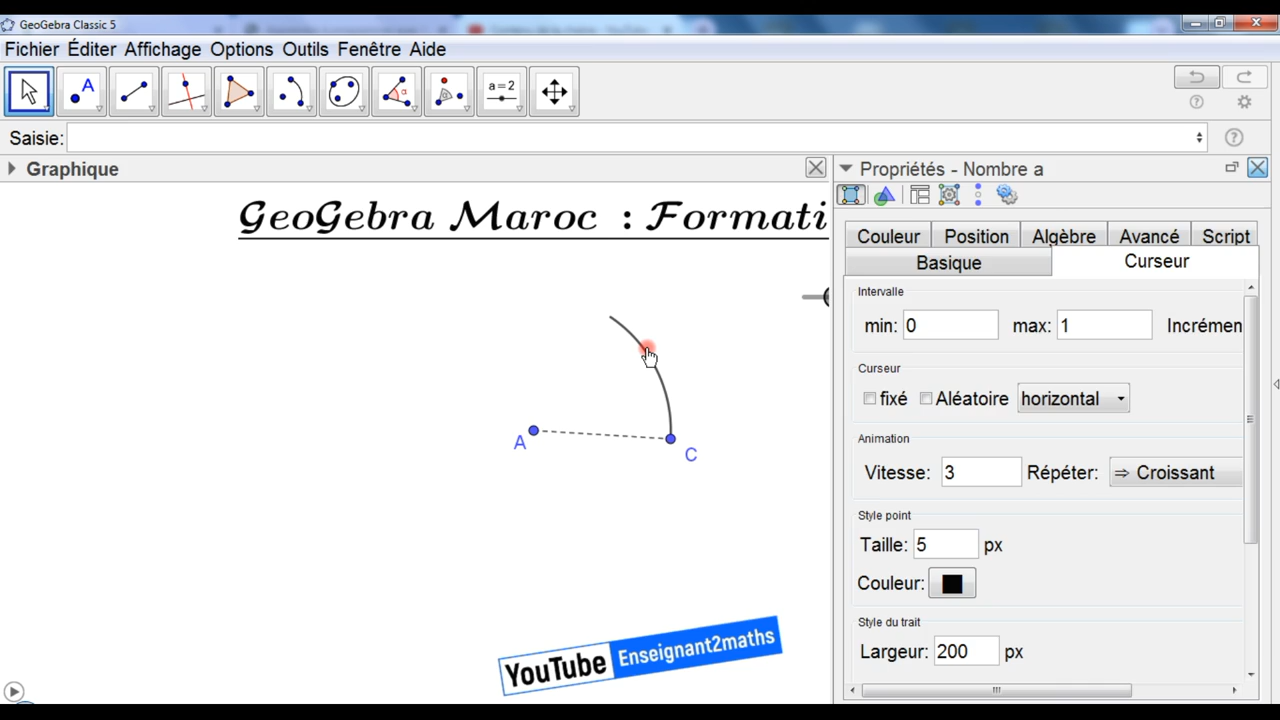 GeoGebra Classic 5
Fichier Éditer Affichage Options Outils Fenêtre Aide
A
α
a=2
Saisie:
Graphique
Propriétés - Nombre a
GeoGebra Maroc : Formati
Couleur Position Algèbre Avancé Script
Basique Curseur
Intervalle
min: 0 max: 1 Incrémen
Curseur
fixé Aléatoire horizontal
Animation
Vitesse: 3 Répéter: ⇒ Croissant
Style point
Taille: 5 px
Couleur:
Style du trait
Largeur: 200 px
A
C
YouTube Enseignant2maths